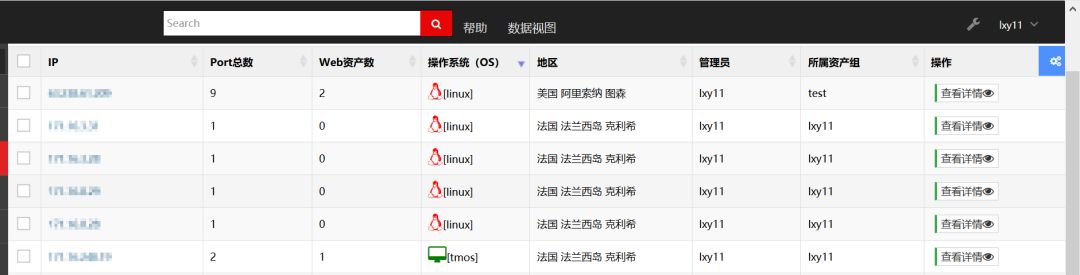 Search 帮助 数据视图 lxy11
IP Port总数 Web资产数 操作系统（OS） 地区 管理员 所属资产组 操作
9 2 [linux] 美国 阿里索纳 图森 lxy11 test 查看详情
1 0 [linux] 法国 法兰西岛 克利希 lxy11 lxy11 查看详情
1 0 [linux] 法国 法兰西岛 克利希 lxy11 lxy11 查看详情
1 0 [linux] 法国 法兰西岛 克利希 lxy11 lxy11 查看详情
1 0 [linux] 法国 法兰西岛 克利希 lxy11 lxy11 查看详情
2 1 [tmos] 法国 法兰西岛 克利希 lxy11 lxy11 查看详情